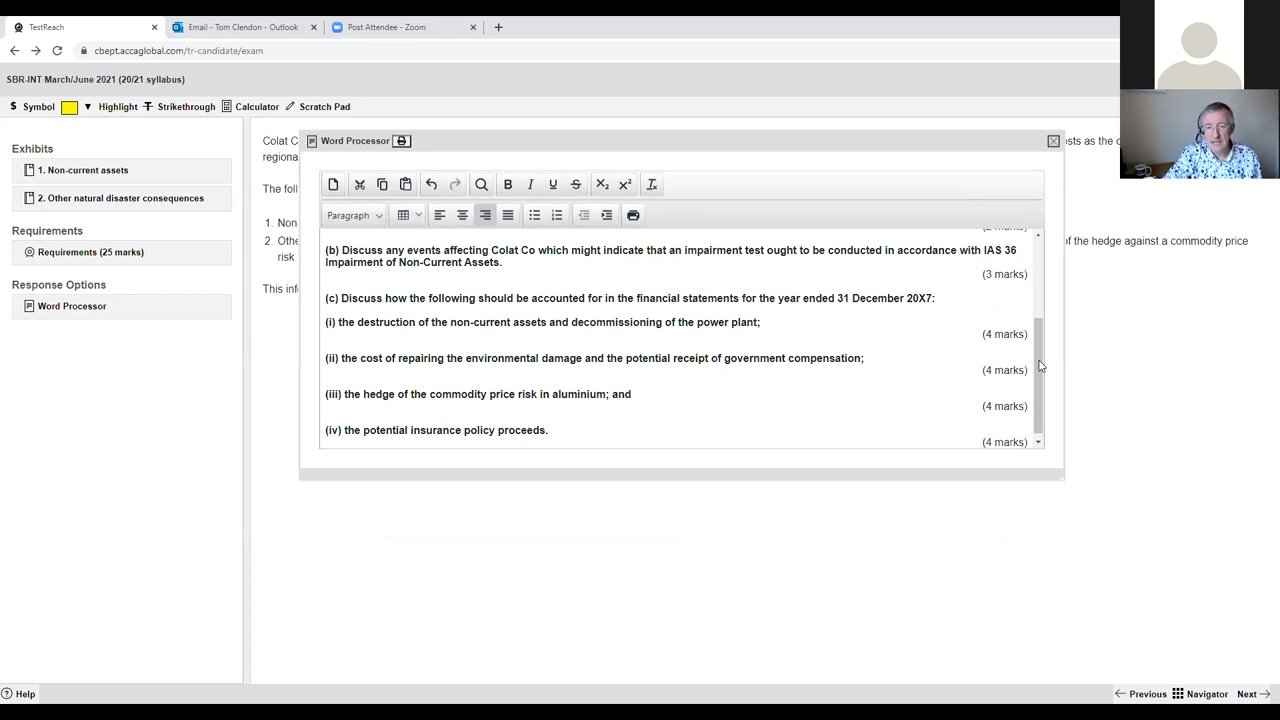 TestReach
Email - Tom Clendon - Outlook
Post Attendee - Zoom
cbept.accaglobal.com/tr-candidate/exam
SBR-INT March/June 2021 (20/21 syllabus)
$ Symbol
Highlight
Strikethrough
Calculator
Scratch Pad
Exhibits
1. Non-current assets
2. Other natural disaster consequences
Requirements
Requirements (25 marks)
Response Options
Word Processor
Colat C
osts as the c
regiona
The foll
1. Non
2. Othe
of the hedge against a commodity price
risk
This inf
Word Processor
Paragraph
(b) Discuss any events affecting Colat Co which might indicate that an impairment test ought to be conducted in accordance with IAS 36
Impairment of Non-Current Assets.
(3 marks)
(c) Discuss how the following should be accounted for in the financial statements for the year ended 31 December 20X7:
(i) the destruction of the non-current assets and decommissioning of the power plant;
(4 marks)
(ii) the cost of repairing the environmental damage and the potential receipt of government compensation;
(4 marks)
(iii) the hedge of the commodity price risk in aluminium; and
(4 marks)
(iv) the potential insurance policy proceeds.
(4 marks)
Help
Previous
Navigator
Next